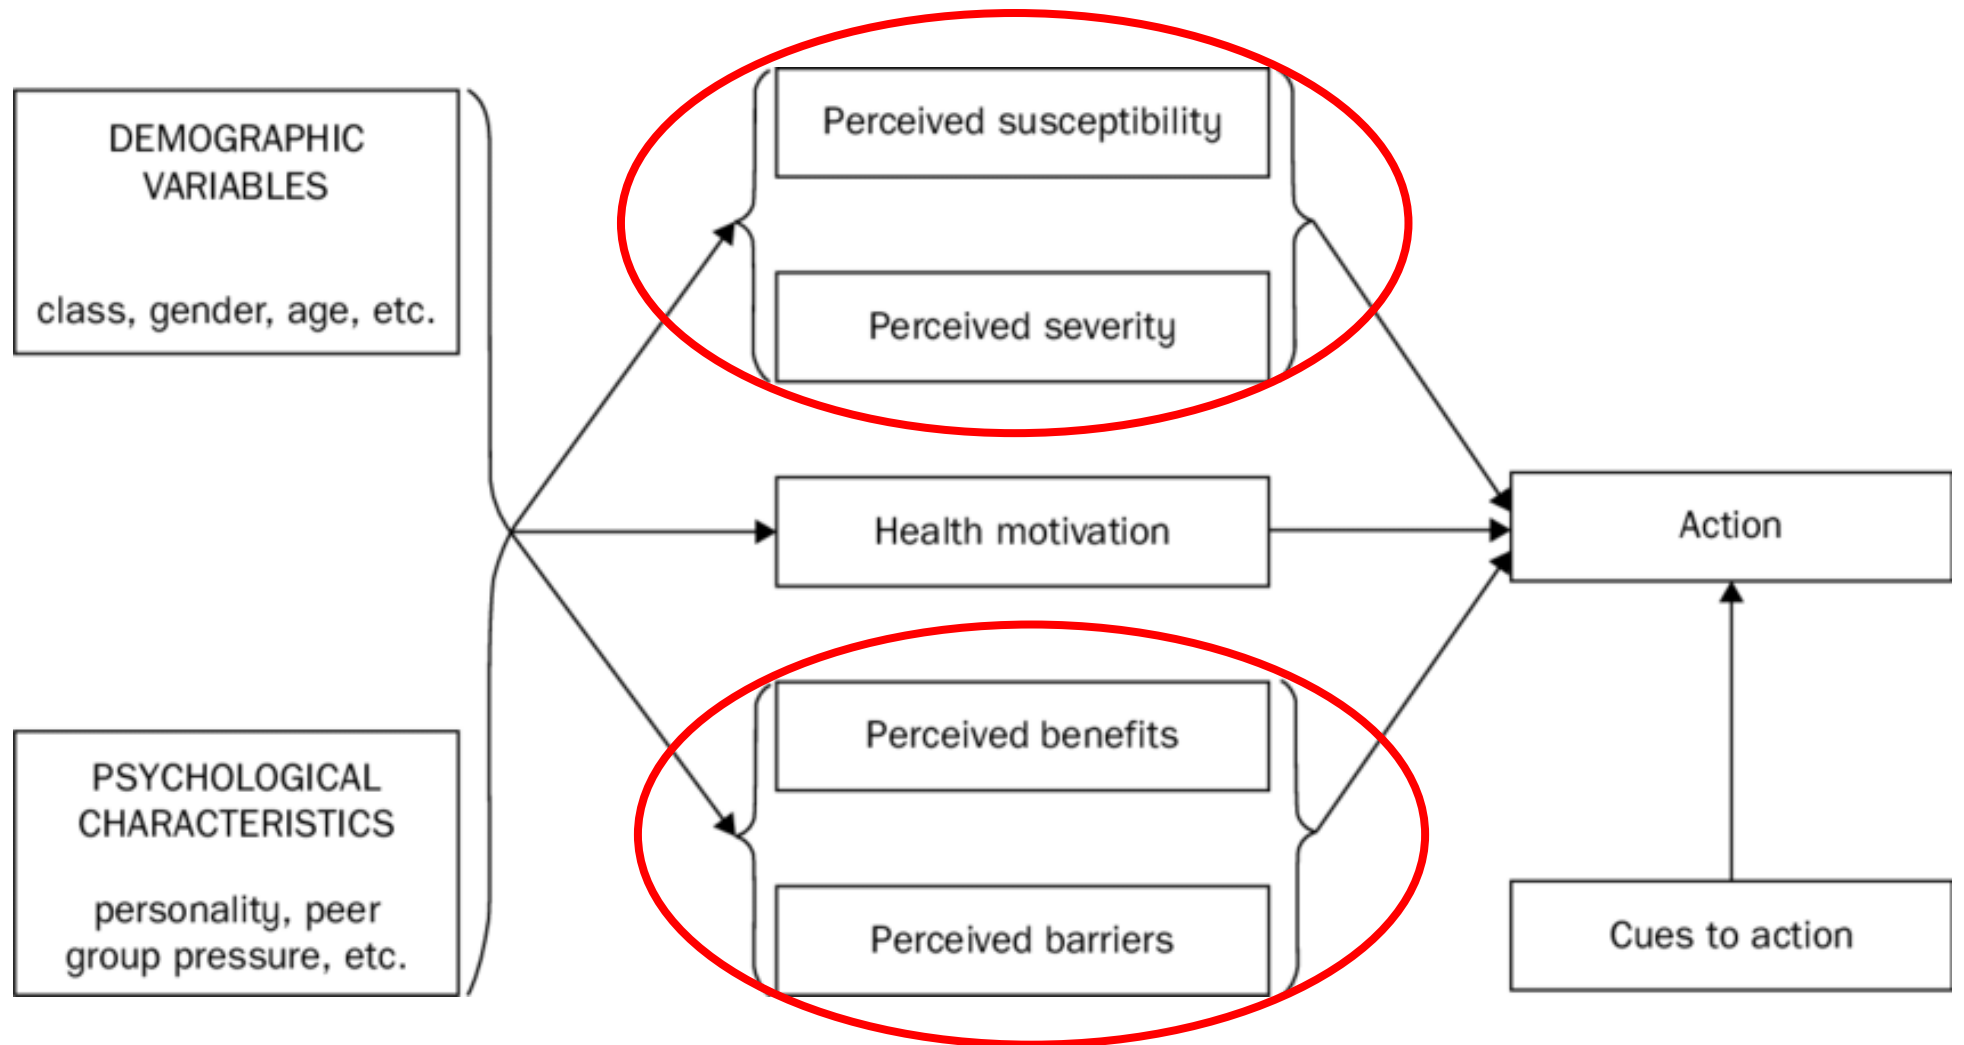 DEMOGRAPHIC
VARIABLES
class, gender, age, etc.
PSYCHOLOGICAL
CHARACTERISTICS
personality, peer
group pressure, etc.
Perceived susceptibility
Perceived severity
Health motivation
Perceived benefits
Perceived barriers
Action
Cues to action